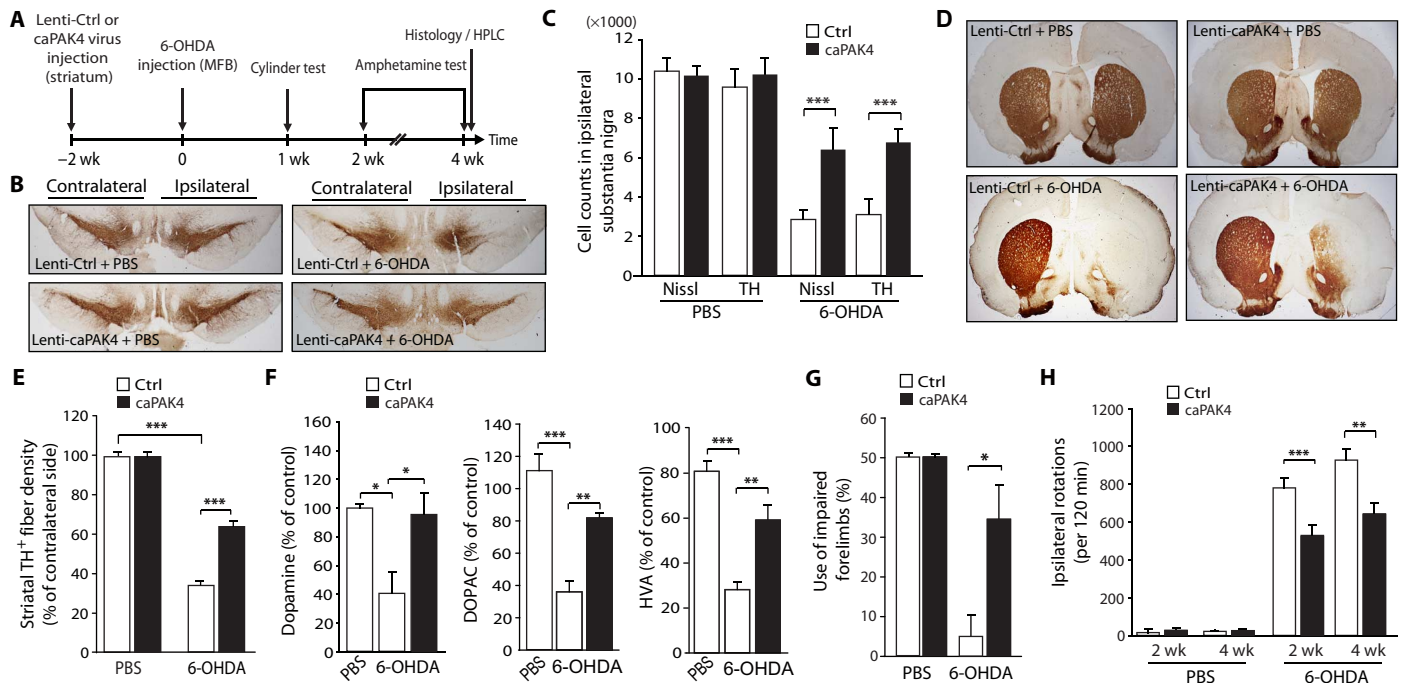 A
Lenti-Ctrl or
caPAK4 virus
injection
(striatum)
6-OHDA
injection (MFB)
Cylinder test
Amphetamine test
Histology / HPLC
Time
−2 wk
0
1 wk
2 wk
4 wk
B
Contralateral
Ipsilateral
Contralateral
Ipsilateral
Lenti-Ctrl + PBS
Lenti-Ctrl + 6-OHDA
Lenti-caPAK4 + PBS
Lenti-caPAK4 + 6-OHDA
C
(×1000)
Ctrl
caPAK4
Cell counts in ipsilateral
substantia nigra
12
10
8
6
4
2
0
***
***
Nissl
TH
Nissl
TH
PBS
6-OHDA
D
Lenti-Ctrl + PBS
Lenti-caPAK4 + PBS
Lenti-Ctrl + 6-OHDA
Lenti-caPAK4 + 6-OHDA
E
Ctrl
caPAK4
Striatal TH+ fiber density
(% of contralateral side)
120
100
80
60
40
20
0
***
***
PBS
6-OHDA
F
Ctrl
caPAK4
Dopamine (% of control)
160
140
120
100
80
60
40
20
0
*
*
PBS
6-OHDA
DOPAC (% of control)
140
120
100
80
60
40
20
0
***
**
PBS
6-OHDA
HVA (% of control)
100
80
60
40
20
0
***
**
PBS
6-OHDA
G
Ctrl
caPAK4
Use of impaired
forelimbs (%)
60
50
40
30
20
10
0
*
PBS
6-OHDA
H
Ctrl
caPAK4
Ipsilateral rotations
(per 120 min)
1200
1000
800
600
400
200
0
***
**
2 wk
4 wk
2 wk
4 wk
PBS
6-OHDA